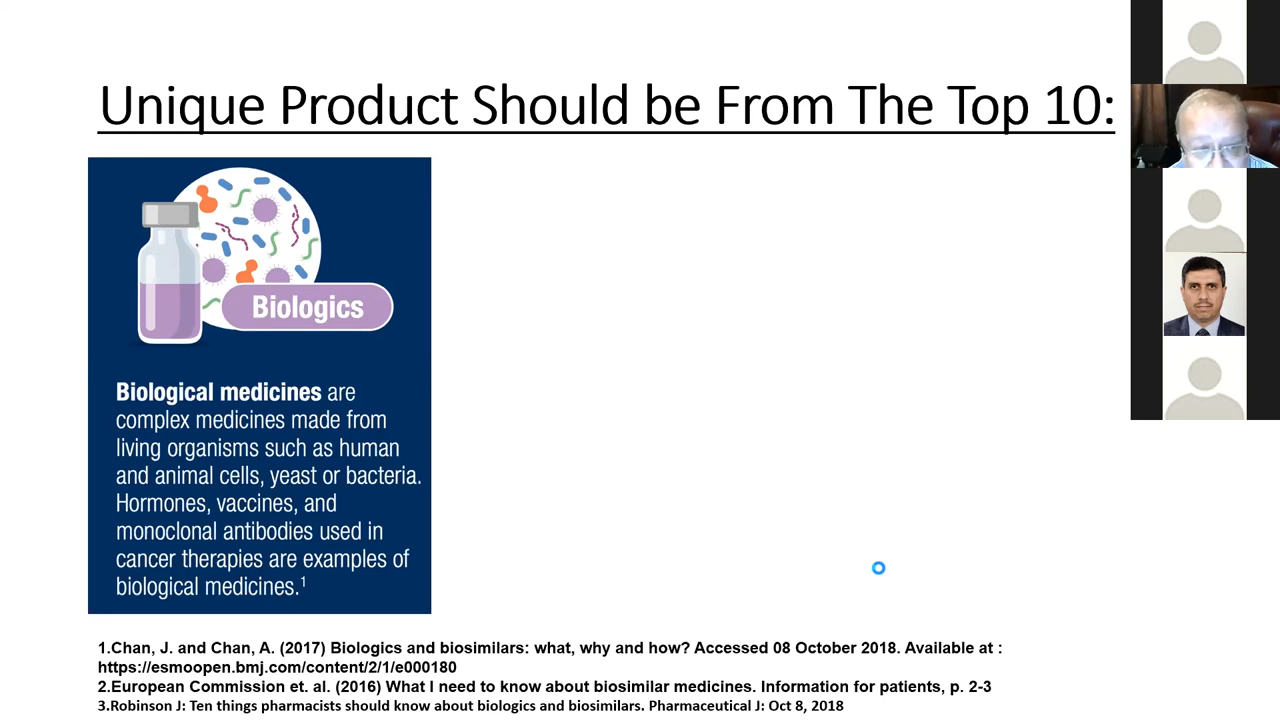 Unique Product Should be From The Top 10:
Biologics
Biological medicines are
complex medicines made from
living organisms such as human
and animal cells, yeast or bacteria.
Hormones, vaccines, and
monoclonal antibodies used in
cancer therapies are examples of
biological medicines.1
1.Chan, J. and Chan, A. (2017) Biologics and biosimilars: what, why and how? Accessed 08 October 2018. Available at :
https://esmoopen.bmj.com/content/2/1/e000180
2.European Commission et. al. (2016) What I need to know about biosimilar medicines. Information for patients, p. 2-3
3.Robinson J: Ten things pharmacists should know about biologics and biosimilars. Pharmaceutical J: Oct 8, 2018